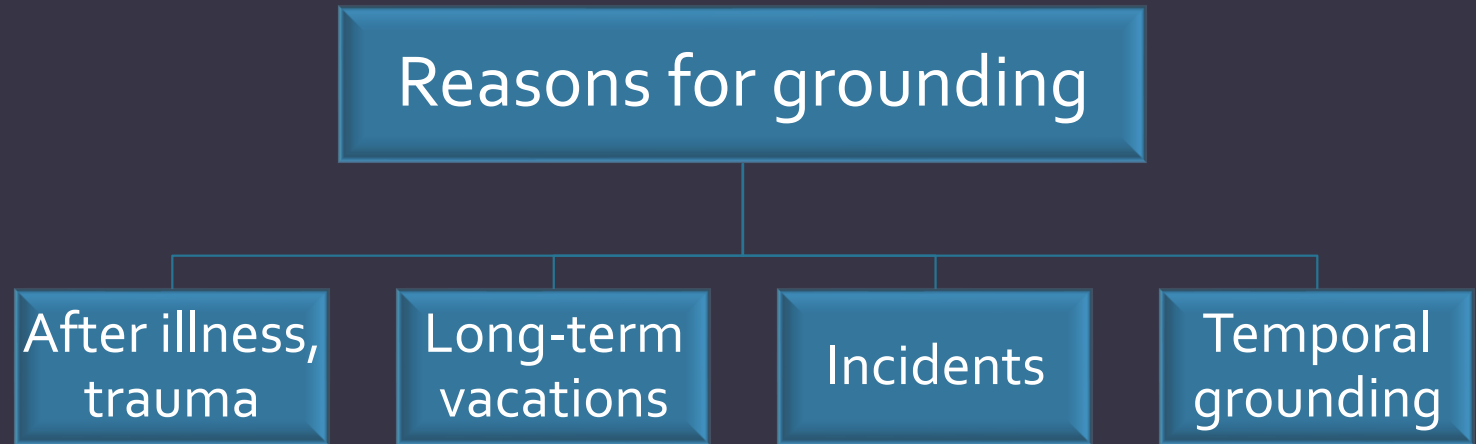 Reasons for grounding
After illness,
trauma
Long-term
vacations
Incidents
Temporal
grounding